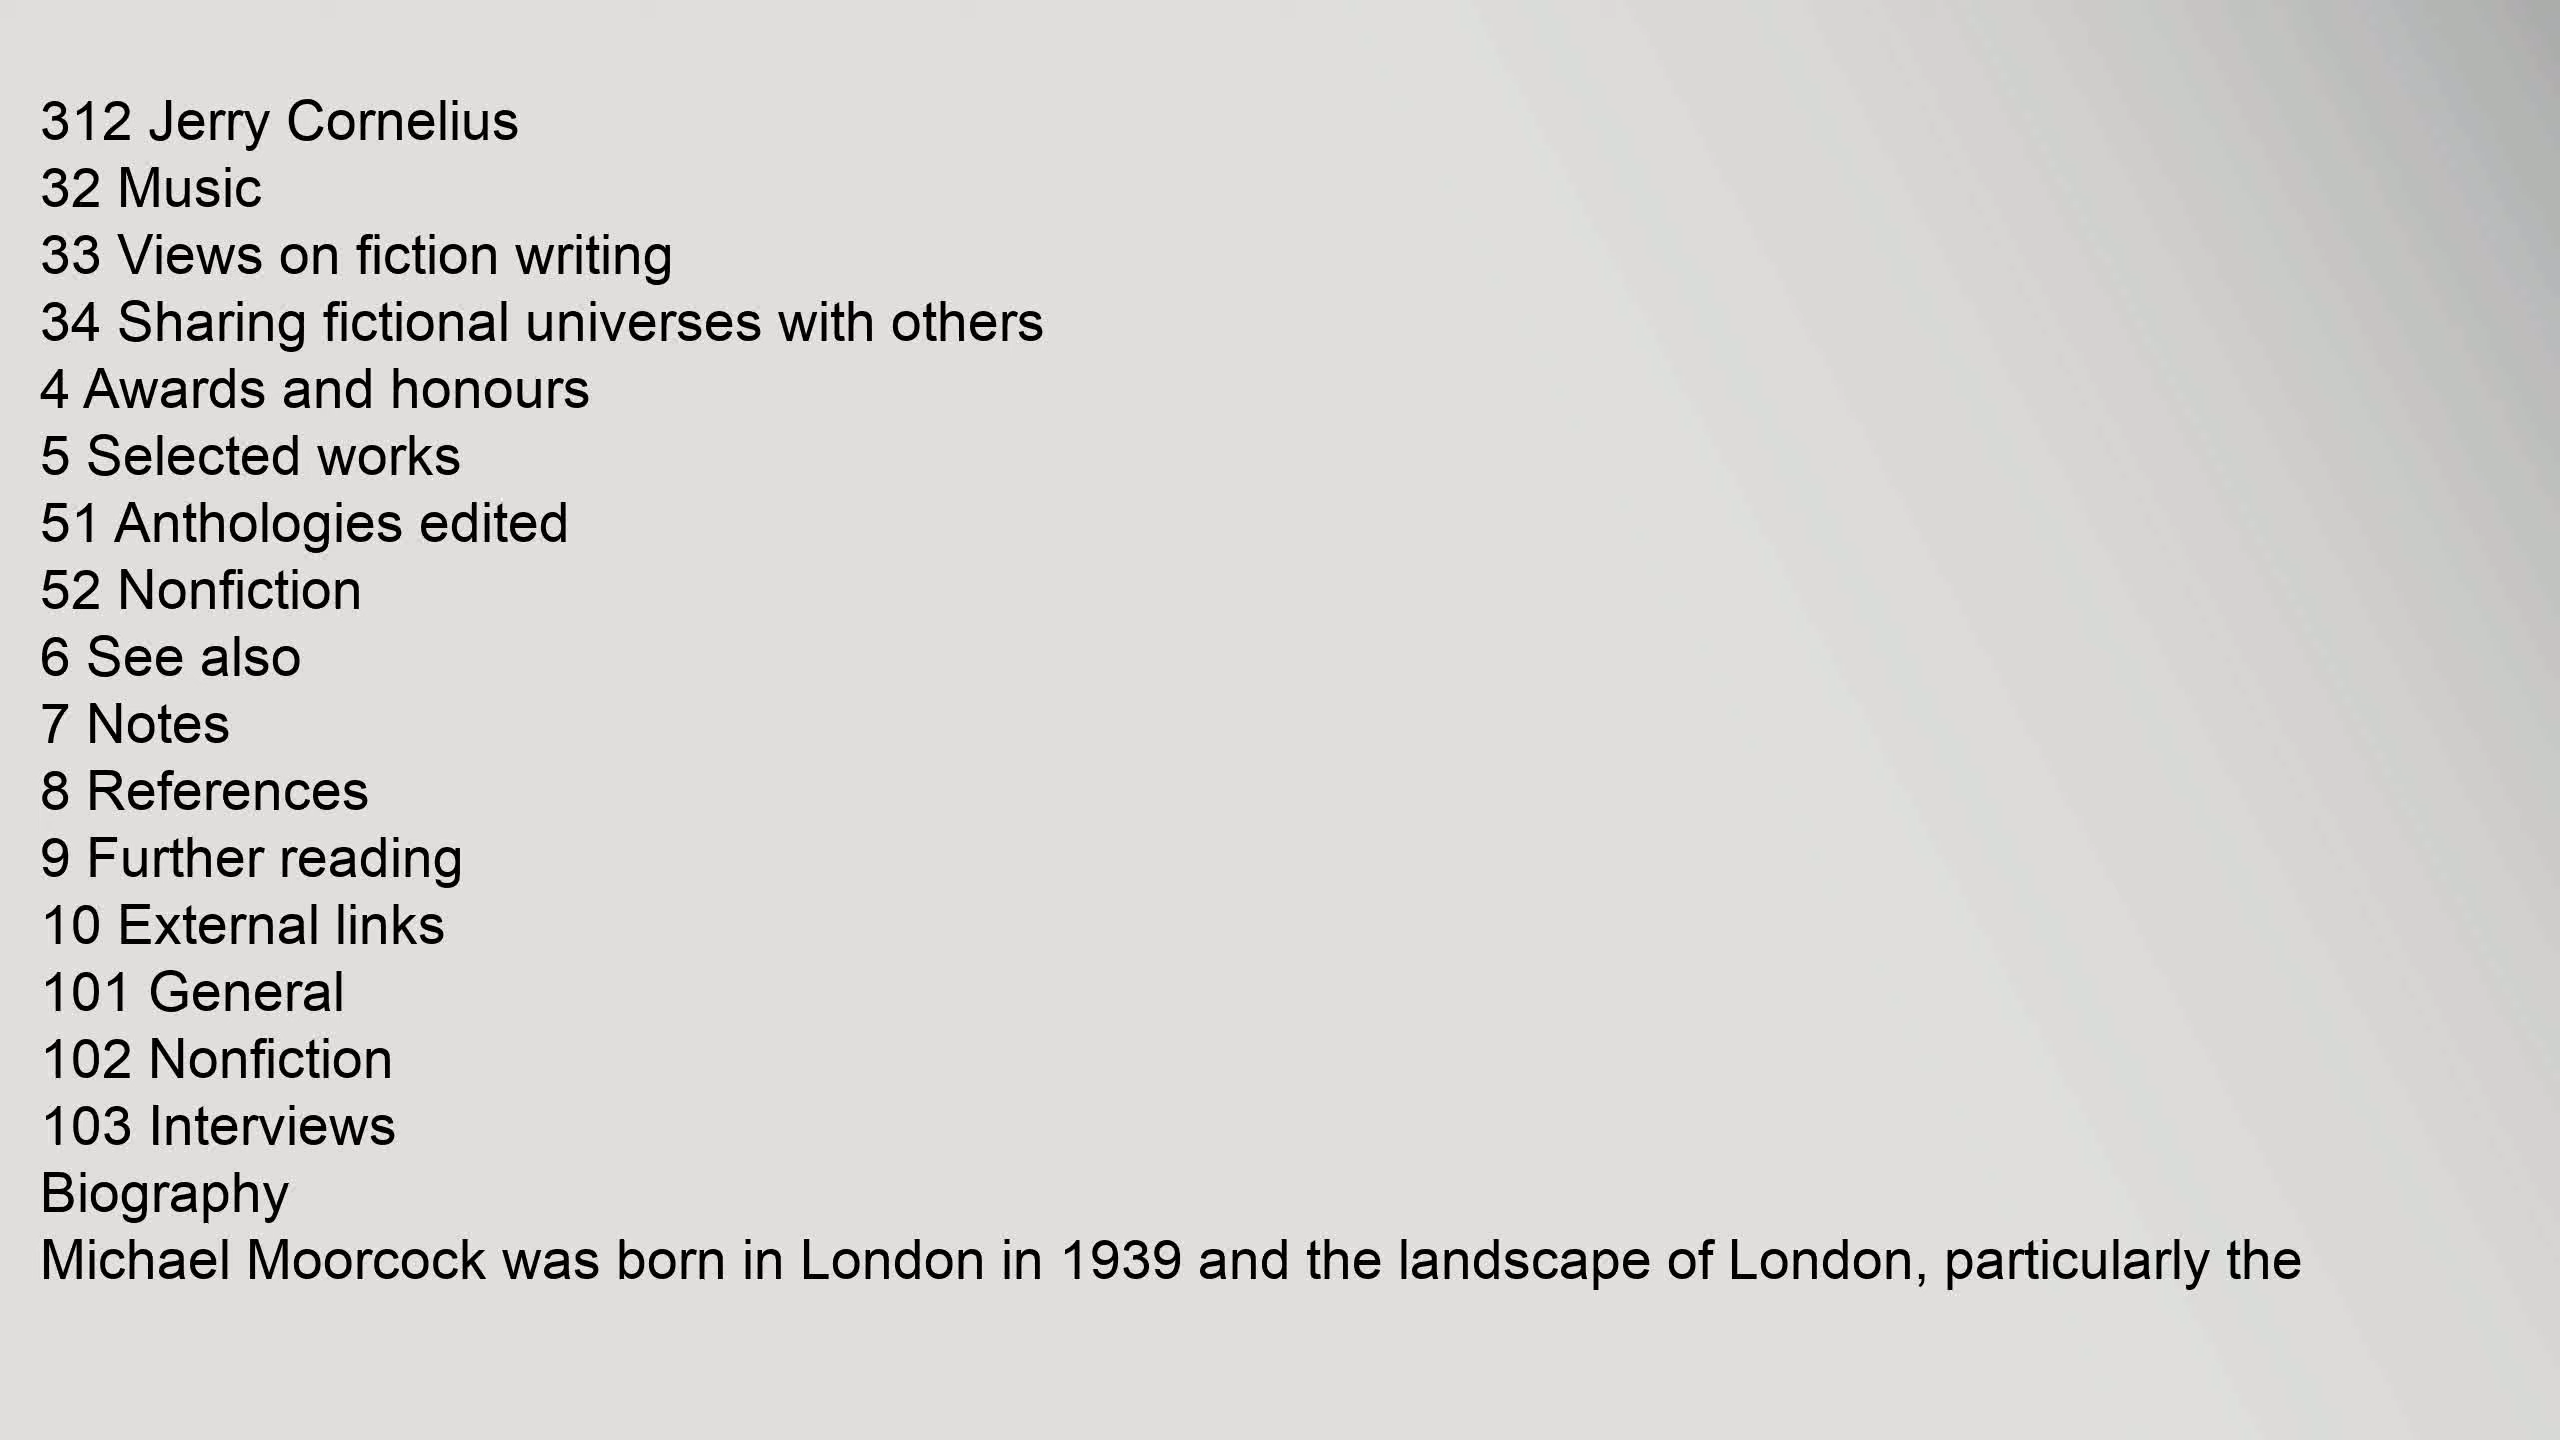 312 Jerry Cornelius
32 Music
33 Views on fiction writing
34 Sharing fictional universes with others
4 Awards and honours
5 Selected works
51 Anthologies edited
52 Nonfiction
6 See also
7 Notes
8 References
9 Further reading
10 External links
101 General
102 Nonfiction
103 Interviews
Biography
Michael Moorcock was born in London in 1939 and the landscape of London, particularly the